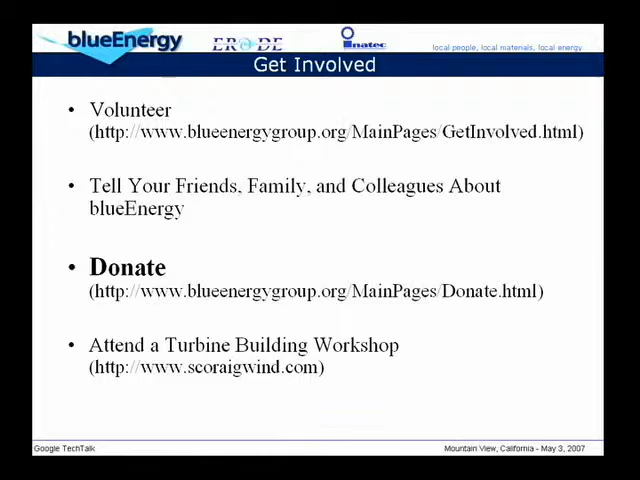 blueEnergy
ERODE
inatec
local people, local materials, local energy
Get Involved
• Volunteer
(http://www.blueenergygroup.org/MainPages/GetInvolved.html)
• Tell Your Friends, Family, and Colleagues About
blueEnergy
• Donate
(http://www.blueenergygroup.org/MainPages/Donate.html)
• Attend a Turbine Building Workshop
(http://www.scoraigwind.com)
Google TechTalk
Mountain View, California - May 3, 2007